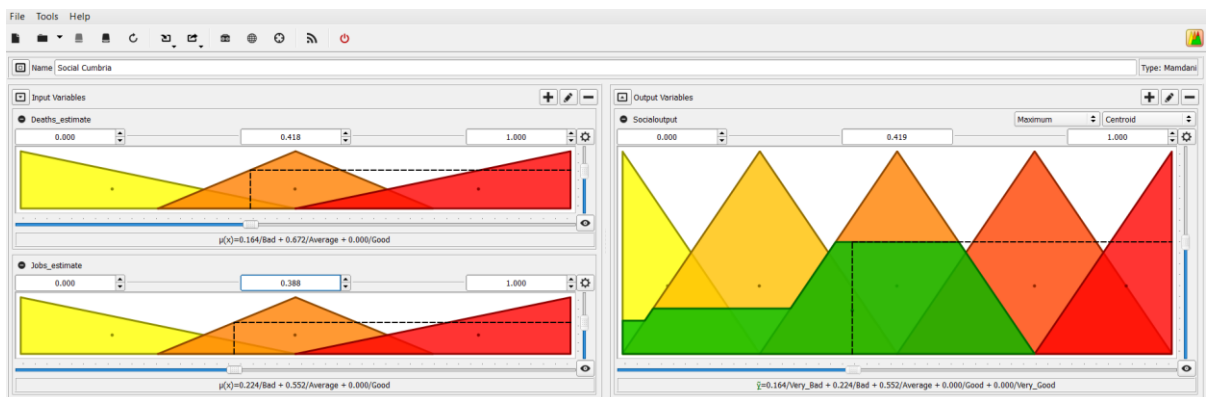 File Tools Help
Name Social Cumbria Type: Mamdani
Input Variables
Deaths_estimate
0.000 0.418 1.000
μ(x)=0.164/Bad + 0.672/Average + 0.000/Good
Jobs_estimate
0.000 0.388 1.000
μ(x)=0.224/Bad + 0.552/Average + 0.000/Good
Output Variables
Socialoutput Maximum Centroid
0.000 0.419 1.000
ỹ=0.164/Very_Bad + 0.224/Bad + 0.552/Average + 0.000/Good + 0.000/Very_Good